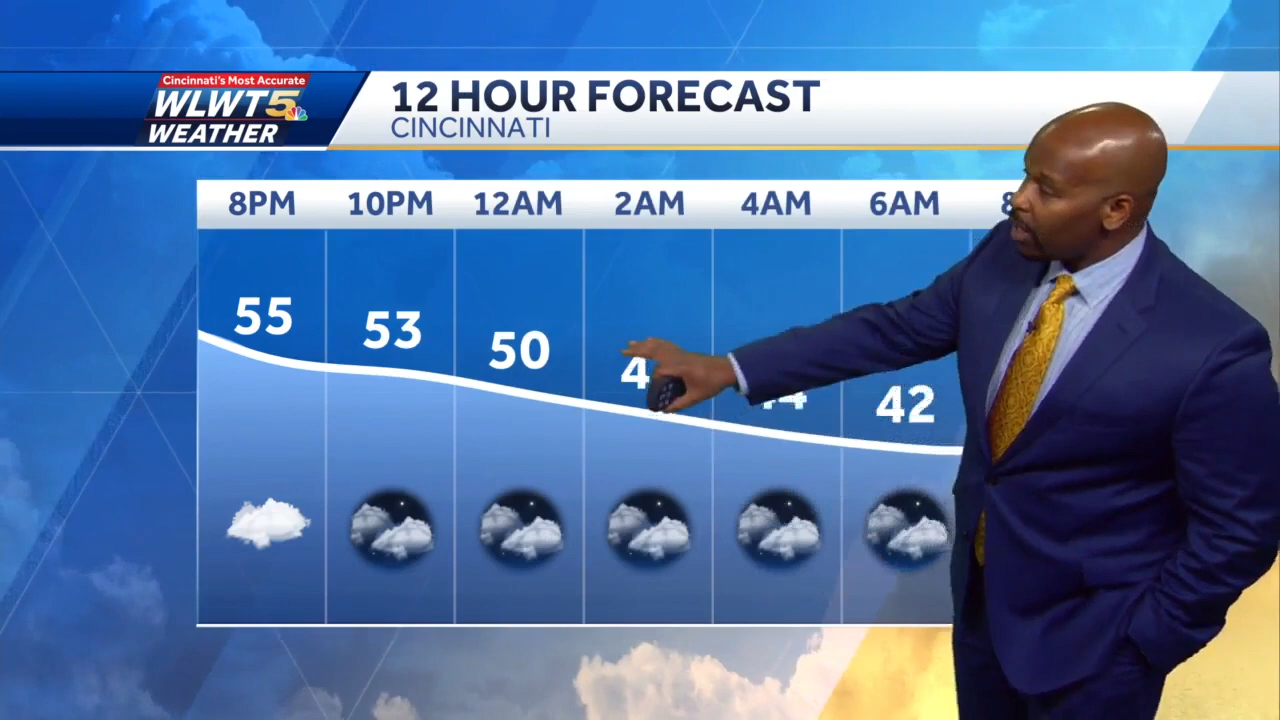 Cincinnati's Most Accurate
WLWT5
WEATHER
12 HOUR FORECAST
CINCINNATI
8PM 10PM 12AM 2AM 4AM 6AM
55 53 50 42